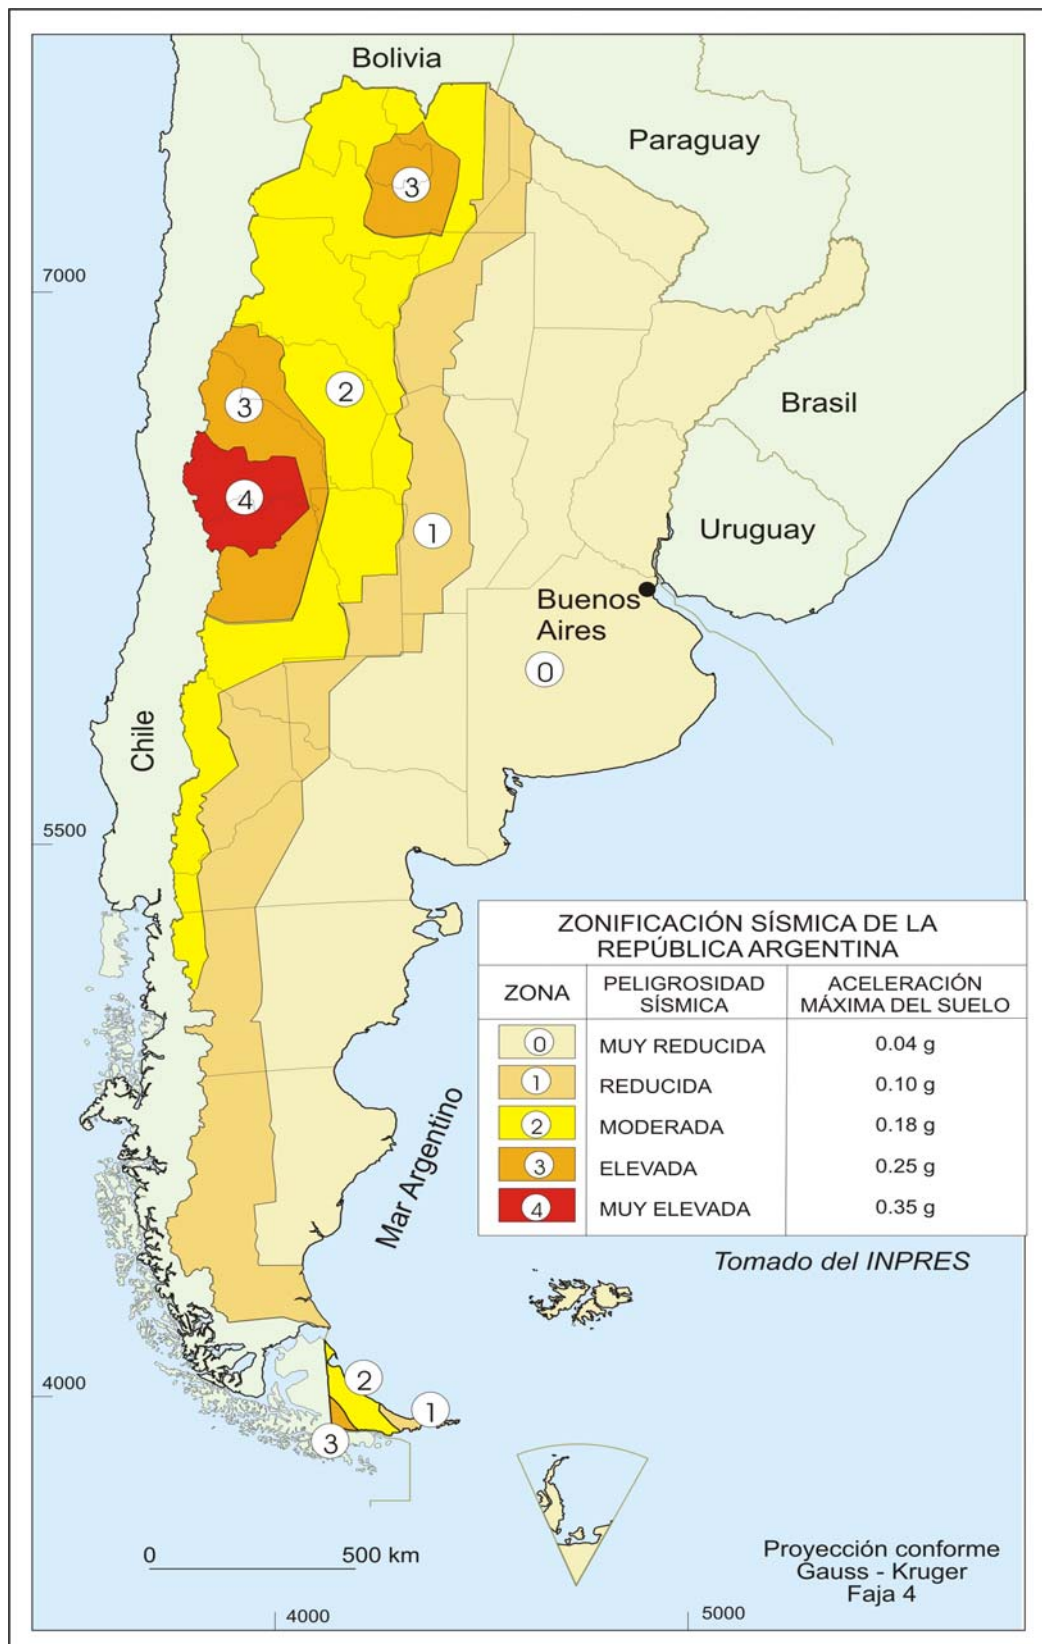 Bolivia
Paraguay
3
7000
2
3
Brasil
4
1
Uruguay
Buenos
Aires
0
Chile
5500
ZONIFICACIÓN SÍSMICA DE LA
REPÚBLICA ARGENTINA
ZONA PELIGROSIDAD SÍSMICA ACELERACIÓN MÁXIMA DEL SUELO
0 MUY REDUCIDA 0.04 g
1 REDUCIDA 0.10 g
2 MODERADA 0.18 g
3 ELEVADA 0.25 g
4 MUY ELEVADA 0.35 g
Mar Argentino
Tomado del INPRES
4000
2
1
3
0 500 km
Proyección conforme
Gauss - Kruger
Faja 4
4000 5000